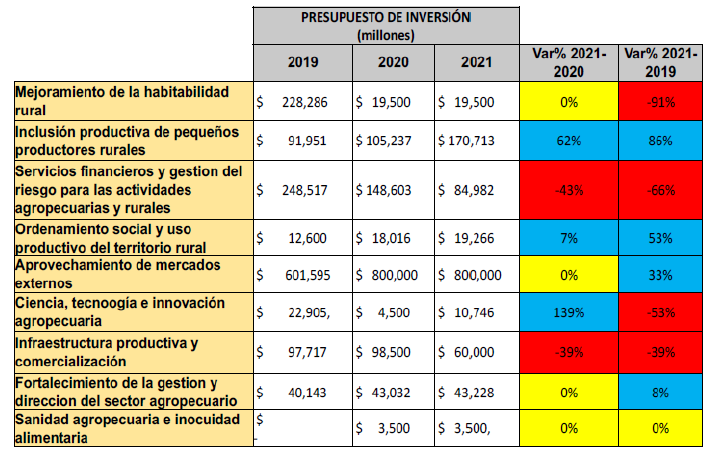 PRESUPUESTO DE INVERSIÓN
(millones)
2019 2020 2021 Var% 2021-
2020 Var% 2021-
2019
Mejoramiento de la habitabilidad
rural $ 228,286 $ 19,500 $ 19,500 0% -91%
Inclusión productiva de pequeños
productores rurales $ 91,951 $ 105,237 $ 170,713 62% 86%
Servicios financieros y gestion del
riesgo para las actividades
agropecuarias y rurales $ 248,517 $ 148,603 $ 84,982 -43% -66%
Ordenamiento social y uso
productivo del territorio rural $ 12,600 $ 18,016 $ 19,266 7% 53%
Aprovechamiento de mercados
externos $ 601,595 $ 800,000 $ 800,000 0% 33%
Ciencia, tecnoogía e innovación
agropecuaria $ 22,905, $ 4,500 $ 10,746 139% -53%
Infraestructura productiva y
comercialización $ 97,717 $ 98,500 $ 60,000 -39% -39%
Fortalecimiento de la gestion y
direccion del sector agropecuario $ 40,143 $ 43,032 $ 43,228 0% 8%
Sanidad agropecuaria e inocuidad
alimentaria $ - $ 3,500 $ 3,500, 0% 0%